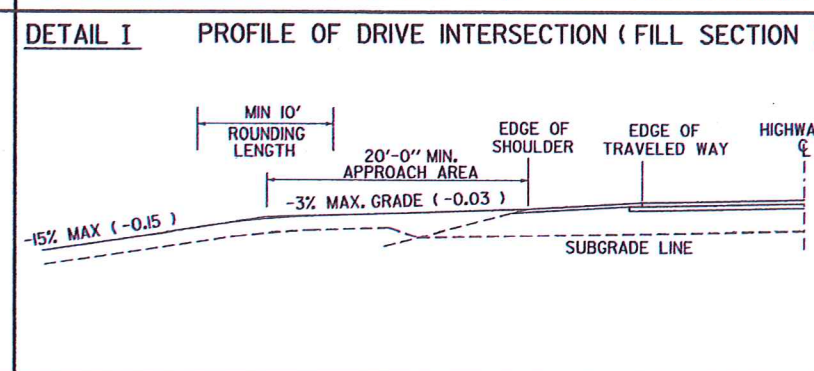 DETAIL I PROFILE OF DRIVE INTERSECTION ( FILL SECTION
MIN 10'
ROUNDING
LENGTH
20'-0" MIN.
APPROACH AREA
EDGE OF
SHOULDER
EDGE OF
TRAVELED WAY
HIGHWA
℄
-3% MAX. GRADE ( -0.03 )
-15% MAX ( -0.15 )
SUBGRADE LINE